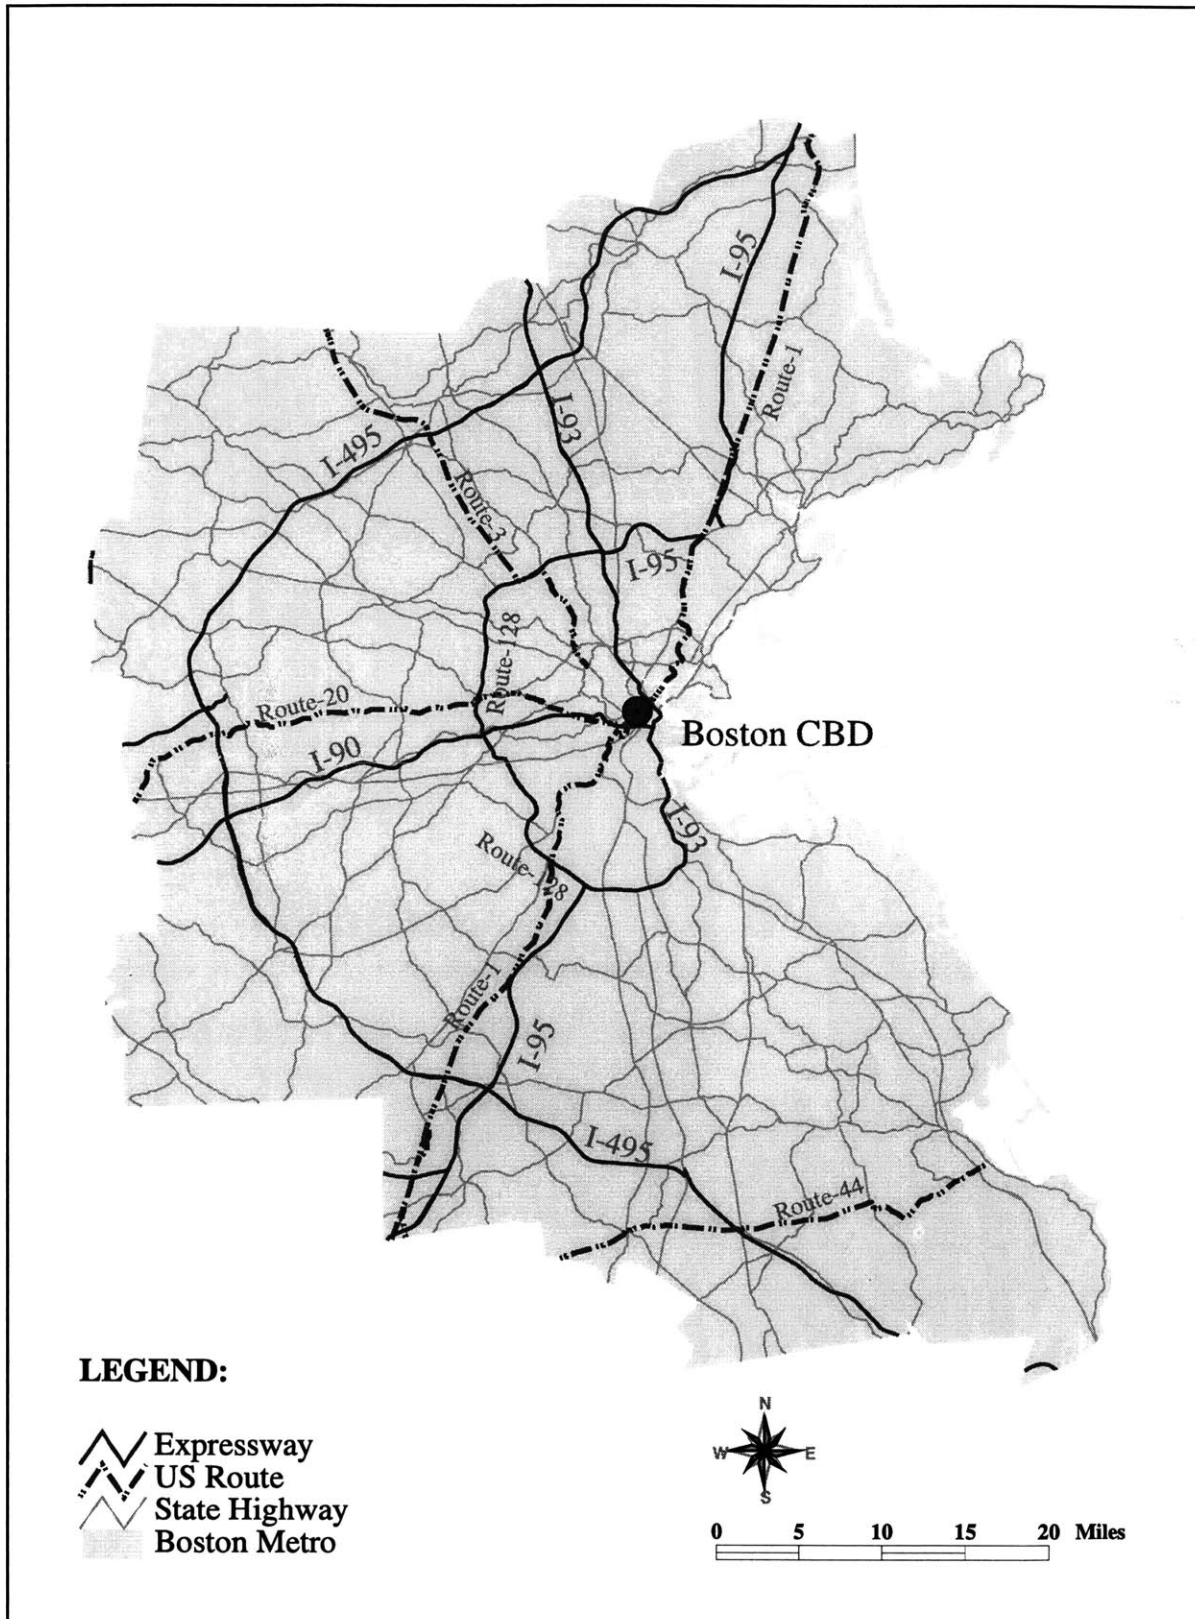 I-95
Route-1
I-93
I-495
Route-3
I-95
Route-128
Route-20
Boston CBD
I-90
I-93
Route-128
Route-1
I-95
I-495
Route-44
LEGEND:
Expressway
US Route
State Highway
Boston Metro
N
W E
S
0 5 10 15 20 Miles